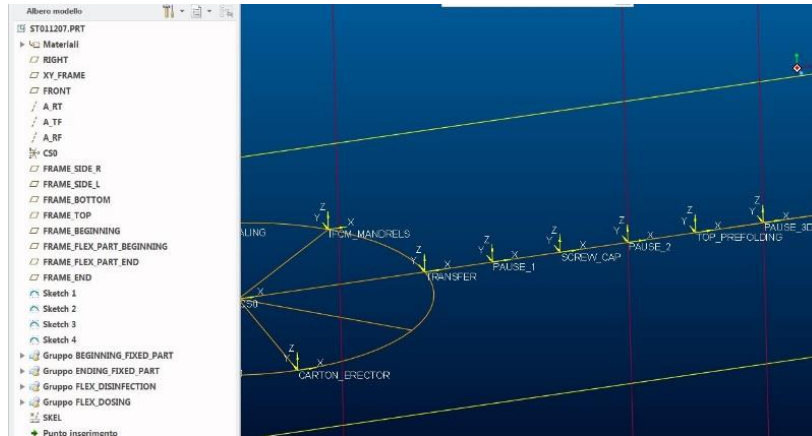 Albero modello
ST011207.PRT
Materiali
RIGHT
XY_FRAME
FRONT
A_RT
A_TF
A_RF
CS0
FRAME_SIDE_R
FRAME_SIDE_L
FRAME_BOTTOM
FRAME_TOP
FRAME_BEGINNING
FRAME_FLEX_PART_BEGINNING
FRAME_FLEX_PART_END
FRAME_END
Sketch 1
Sketch 2
Sketch 3
Sketch 4
Gruppo BEGINNING_FIXED_PART
Gruppo ENDING_FIXED_PART
Gruppo FLEX_DISINFECTION
Gruppo FLEX_DOSING
SKEL
Punto inserimento
Z
Y X
ALING
Z
Y X
PAUSE_3D
Z
Y X
TOP_PREFOLDING
Z
Y X
PAUSE_2
Z
Y X
SCREW_CAP
Z
Y X
PAUSE_1
Z
Y X
TRANSFER
X
CS0
Z
Y X
CARTON_ERECTOR